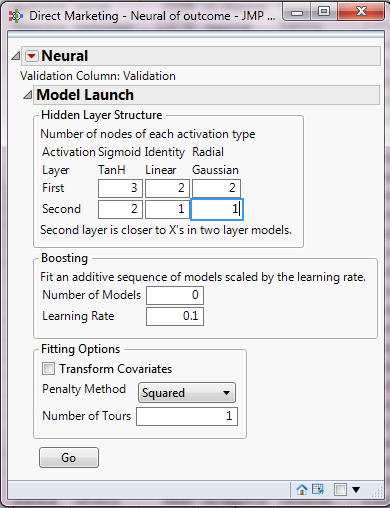 Direct Marketing - Neural of outcome - JMP ...
Neural
Validation Column: Validation
Model Launch
Hidden Layer Structure
Number of nodes of each activation type
Activation Sigmoid Identity Radial
Layer TanH Linear Gaussian
First 3 2 2
Second 2 1 1
Second layer is closer to X's in two layer models.
Boosting
Fit an additive sequence of models scaled by the learning rate.
Number of Models 0
Learning Rate 0.1
Fitting Options
Transform Covariates
Penalty Method Squared
Number of Tours 1
Go